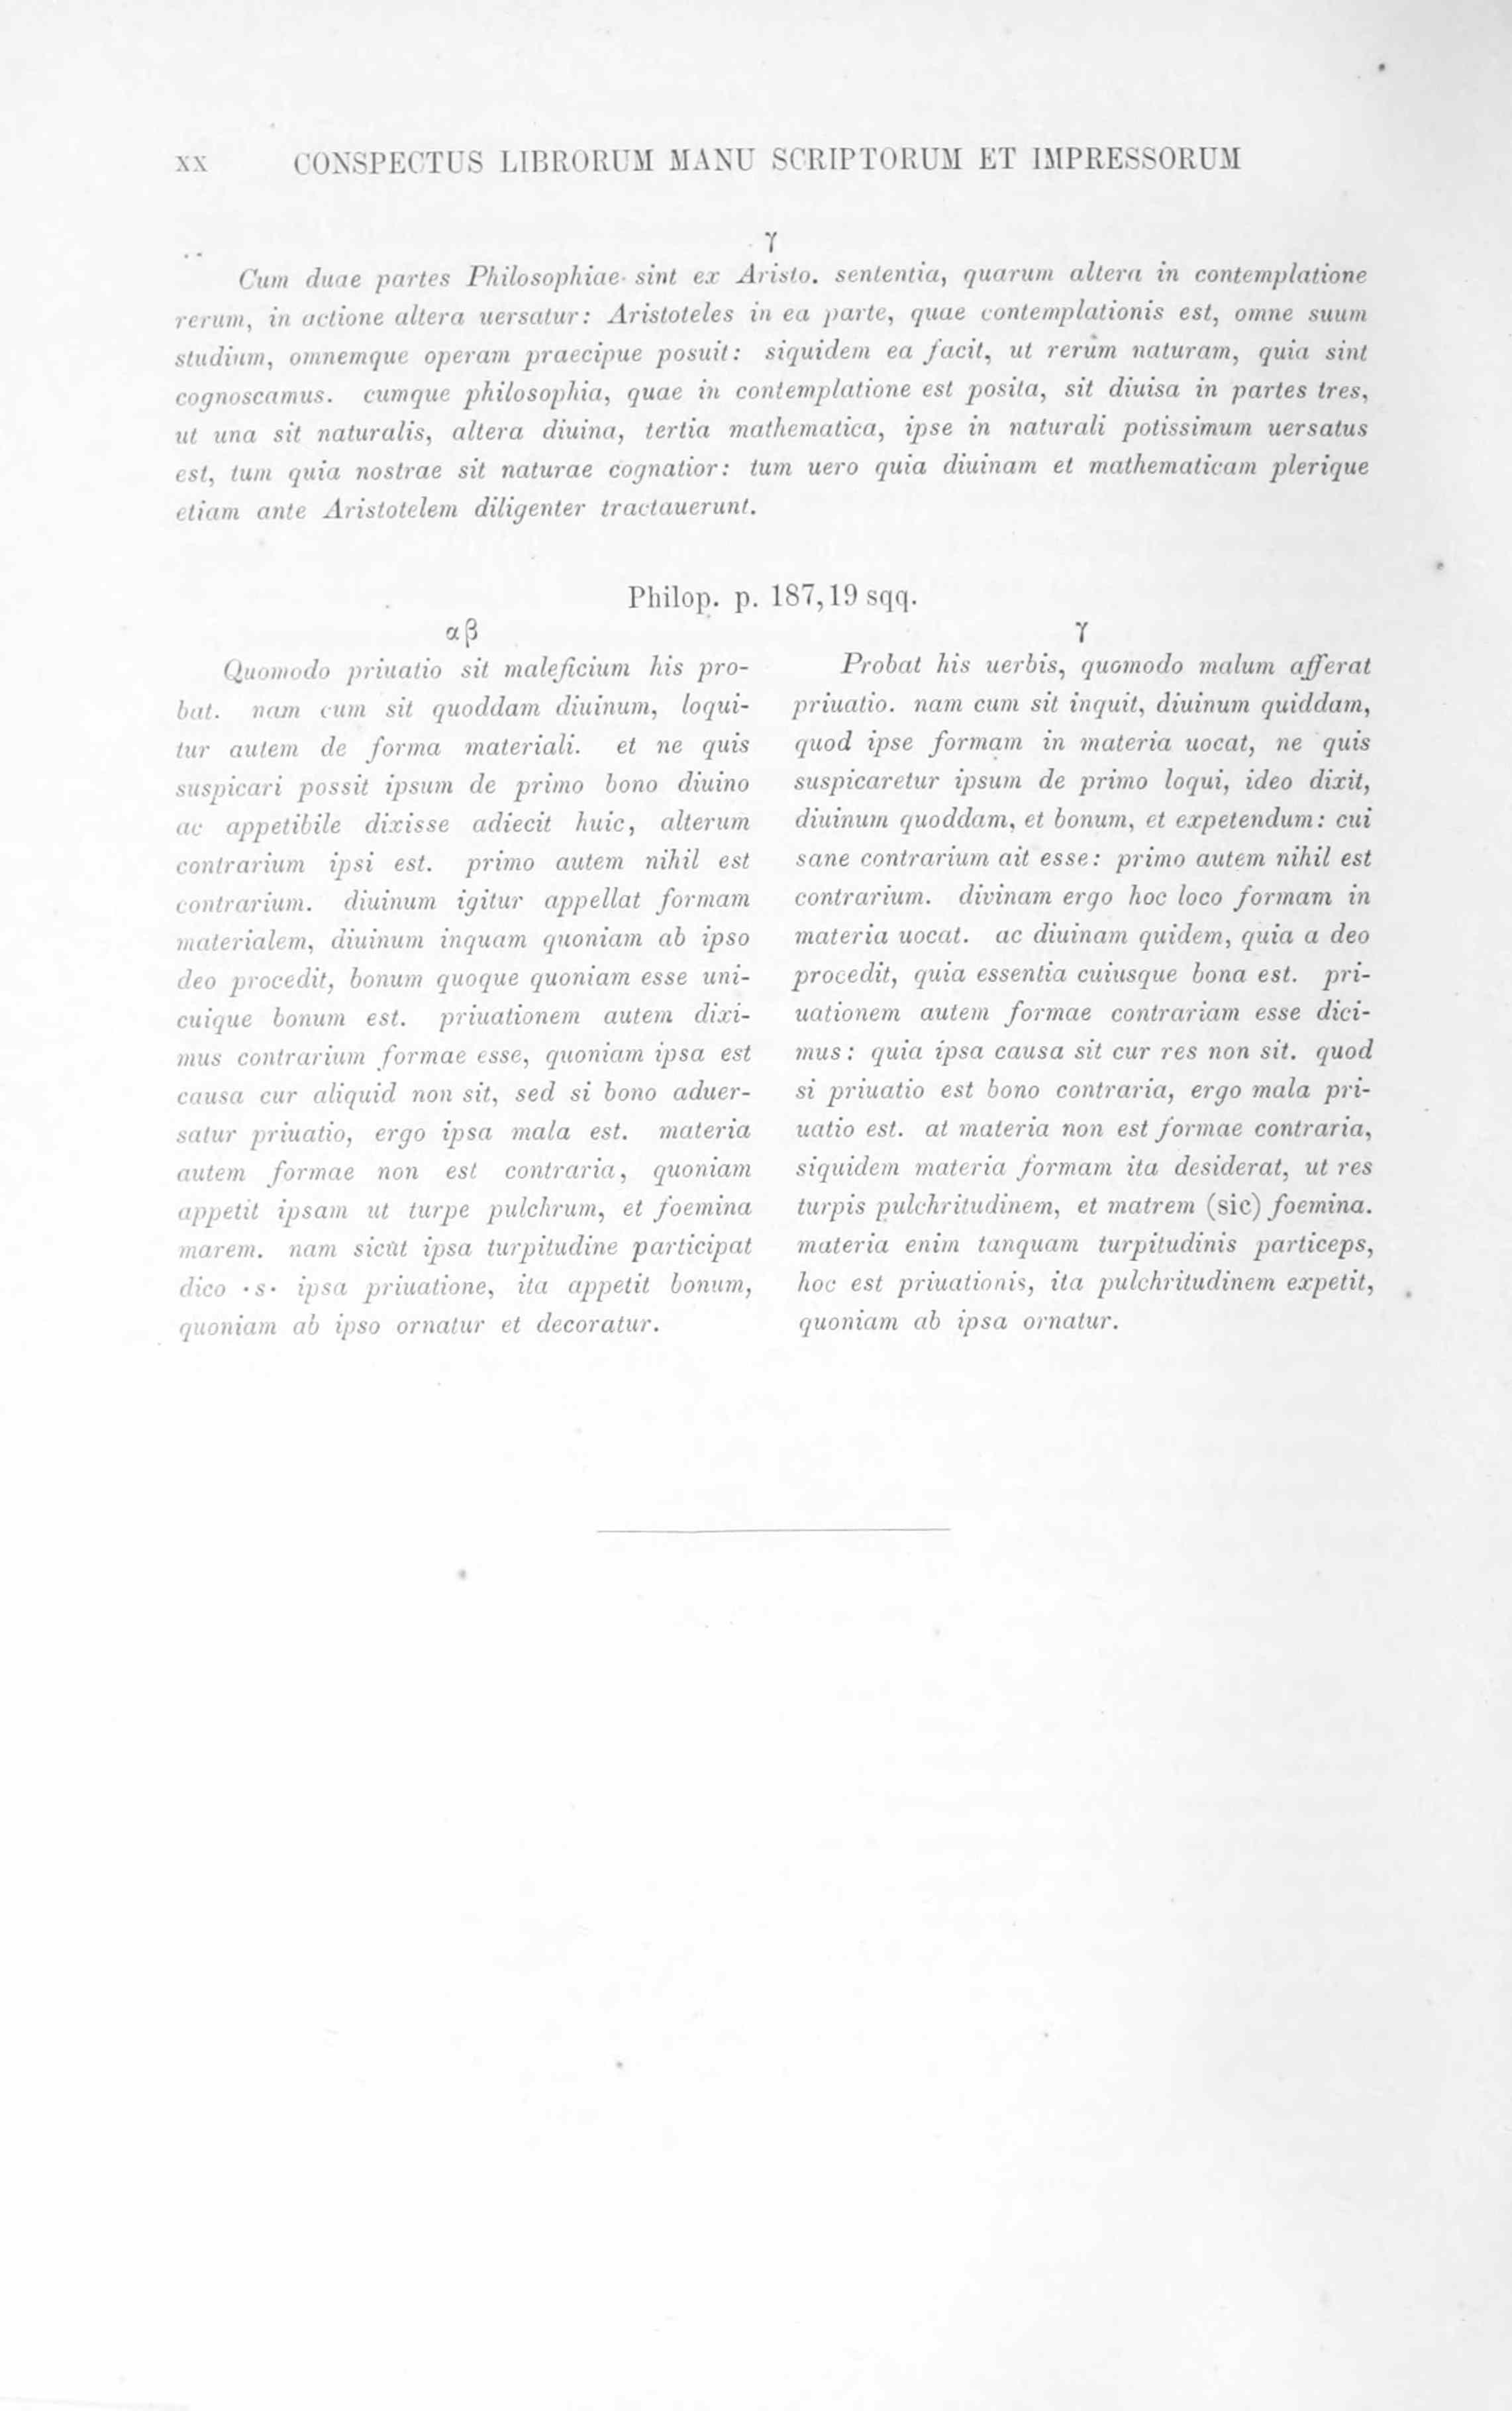 xx CONSPECTUS LIBRORUM MANU SCRIPTORUM ET IMPRESSORUM
γ
Cum duae partes Philosophiae sint ex Aristo. sententia, quarum altera in contemplatione
rerum, in actione altera uersatur: Aristoteles in ea parte, quae contemplationis est, omne suum
studium, omnemque operam praecipue posuit: siquidem ea facit, ut rerum naturam, quia sint
cognoscamus. cumque philosophia, quae in contemplatione est posita, sit diuisa in partes tres,
ut una sit naturalis, altera diuina, tertia mathematica, ipse in naturali potissimum uersatus
est, tum quia nostrae sit naturae cognatior: tum uero quia diuinam et mathematicam plerique
etiam ante Aristotelem diligenter tractauerunt.
Philop. p. 187,19 sqq.
αβ
Quomodo priuatio sit maleficium his pro-
bat. nam cum sit quoddam diuinum, loqui-
tur autem de forma materiali. et ne quis
suspicari possit ipsum de primo bono diuino
ac appetibile dixisse adiecit huic, alterum
contrarium ipsi est. primo autem nihil est
contrarium. diuinum igitur appellat formam
materialem, diuinum inquam quoniam ab ipso
deo procedit, bonum quoque quoniam esse uni-
cuique bonum est. priuationem autem dixi-
mus contrarium formae esse, quoniam ipsa est
causa cur aliquid non sit, sed si bono aduer-
satur priuatio, ergo ipsa mala est. materia
autem formae non est contraria, quoniam
appetit ipsam ut turpe pulchrum, et foemina
marem. nam sicut ipsa turpitudine participat
dico ·s· ipsa priuatione, ita appetit bonum,
quoniam ab ipso ornatur et decoratur.
γ
Probat his uerbis, quomodo malum afferat
priuatio. nam cum sit inquit, diuinum quiddam,
quod ipse formam in materia uocat, ne quis
suspicaretur ipsum de primo loqui, ideo dixit,
diuinum quoddam, et bonum, et expetendum: cui
sane contrarium ait esse: primo autem nihil est
contrarium. divinam ergo hoc loco formam in
materia uocat. ac diuinam quidem, quia a deo
procedit, quia essentia cuiusque bona est. pri-
uationem autem formae contrariam esse dici-
mus: quia ipsa causa sit cur res non sit. quod
si priuatio est bono contraria, ergo mala pri-
uatio est. at materia non est formae contraria,
siquidem materia formam ita desiderat, ut res
turpis pulchritudinem, et matrem (sic) foemina.
materia enim tanquam turpitudinis particeps,
hoc est priuationis, ita pulchritudinem expetit,
quoniam ab ipsa ornatur.